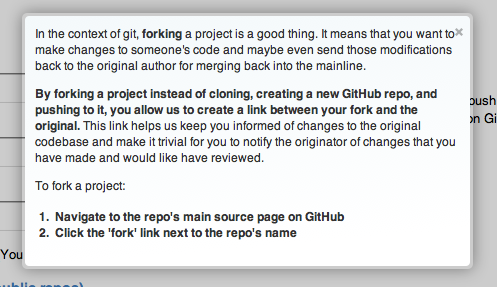 In the context of git, forking a project is a good thing. It means that you want to
make changes to someone's code and maybe even send those modifications
back to the original author for merging back into the mainline.
By forking a project instead of cloning, creating a new GitHub repo, and
pushing to it, you allow us to create a link between your fork and the
original. This link helps us keep you informed of changes to the original
codebase and make it trivial for you to notify the originator of changes that you
have made and would like have reviewed.
To fork a project:
1. Navigate to the repo's main source page on GitHub
2. Click the 'fork' link next to the repo's name
You